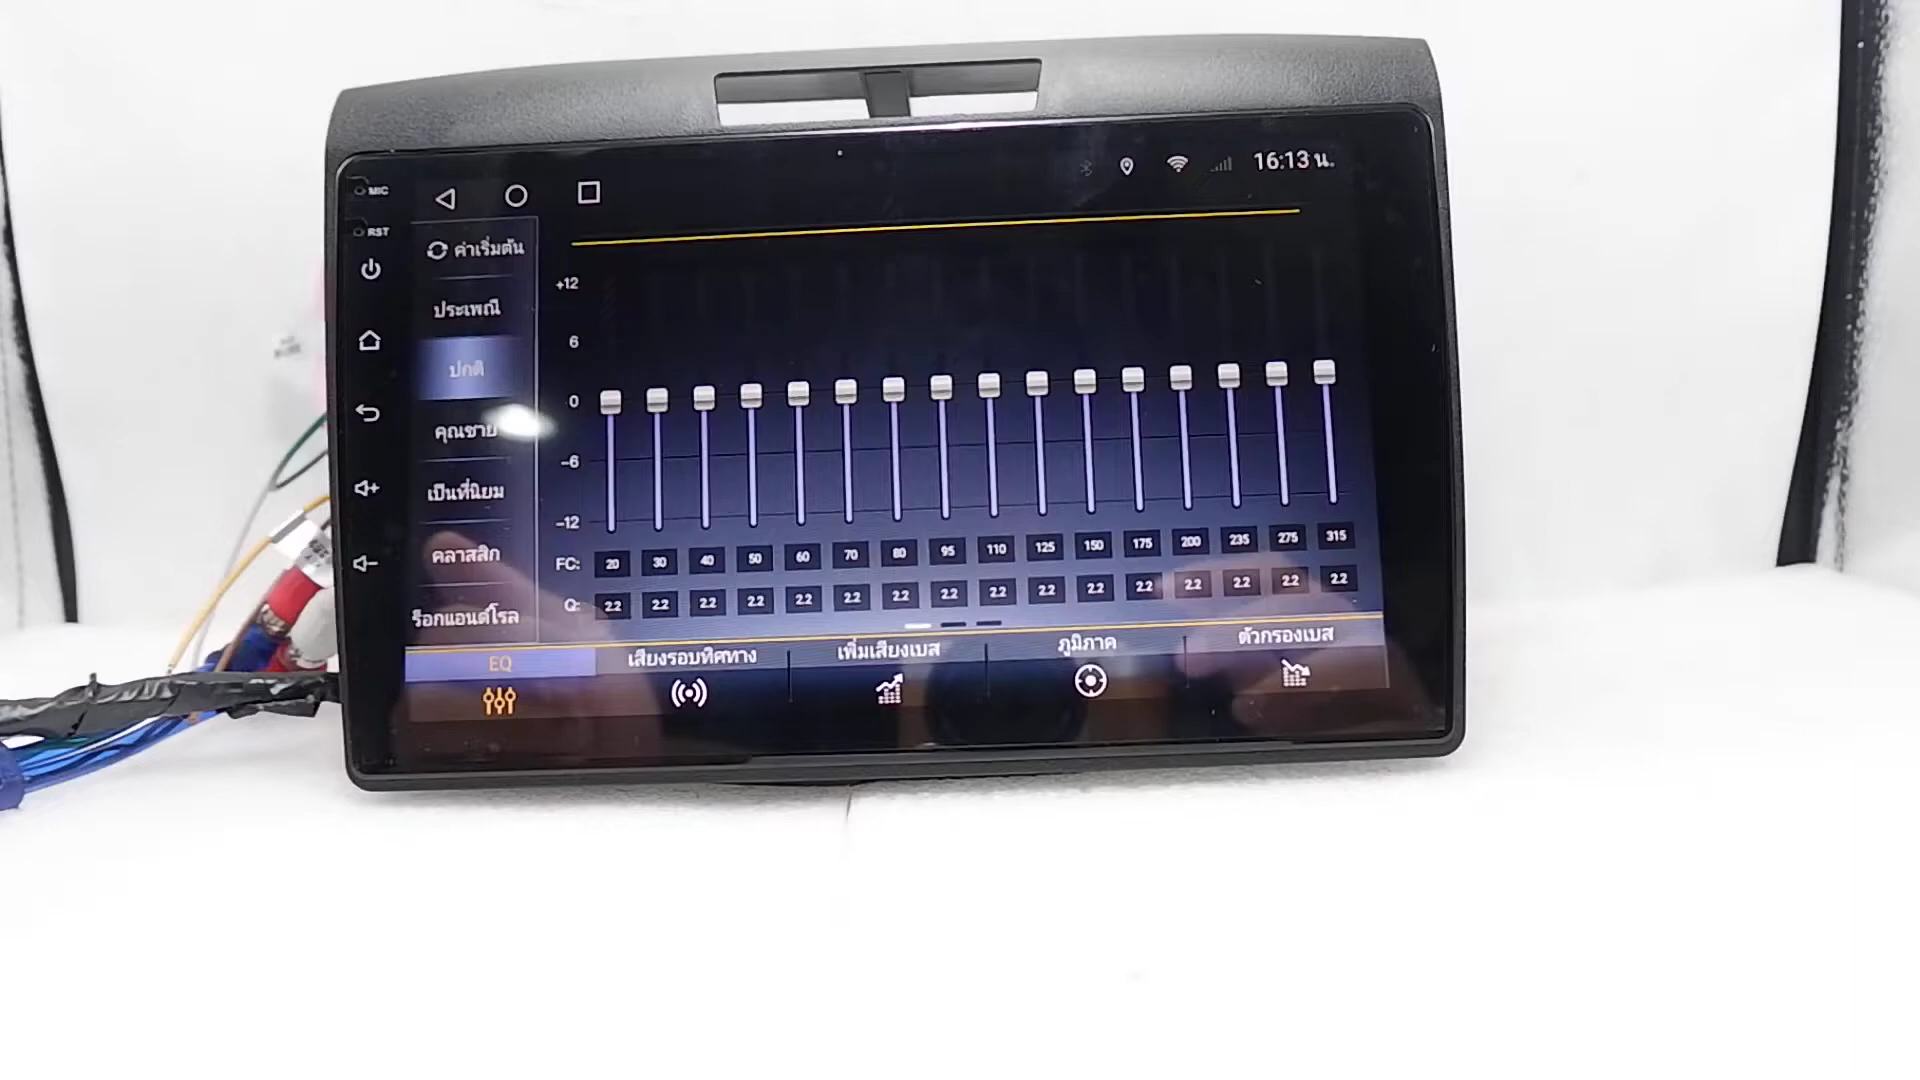 MIC
RST
16:13 น.
ค่าเริ่มต้น
ประเพณี
ปกติ
คุณชาย
เป็นที่นิยม
คลาสสิก
ร็อกแอนด์โรล
+12
6
0
-6
-12
FC: 20 30 40 50 60 70 80 95 110 125 150 175 200 235 275 315
Q: 2.2 2.2 2.2 2.2 2.2 2.2 2.2 2.2 2.2 2.2 2.2 2.2 2.2 2.2 2.2 2.2
EQ เสียงรอบทิศทาง เพิ่มเสียงเบส ภูมิภาค ตัวกรองเบส